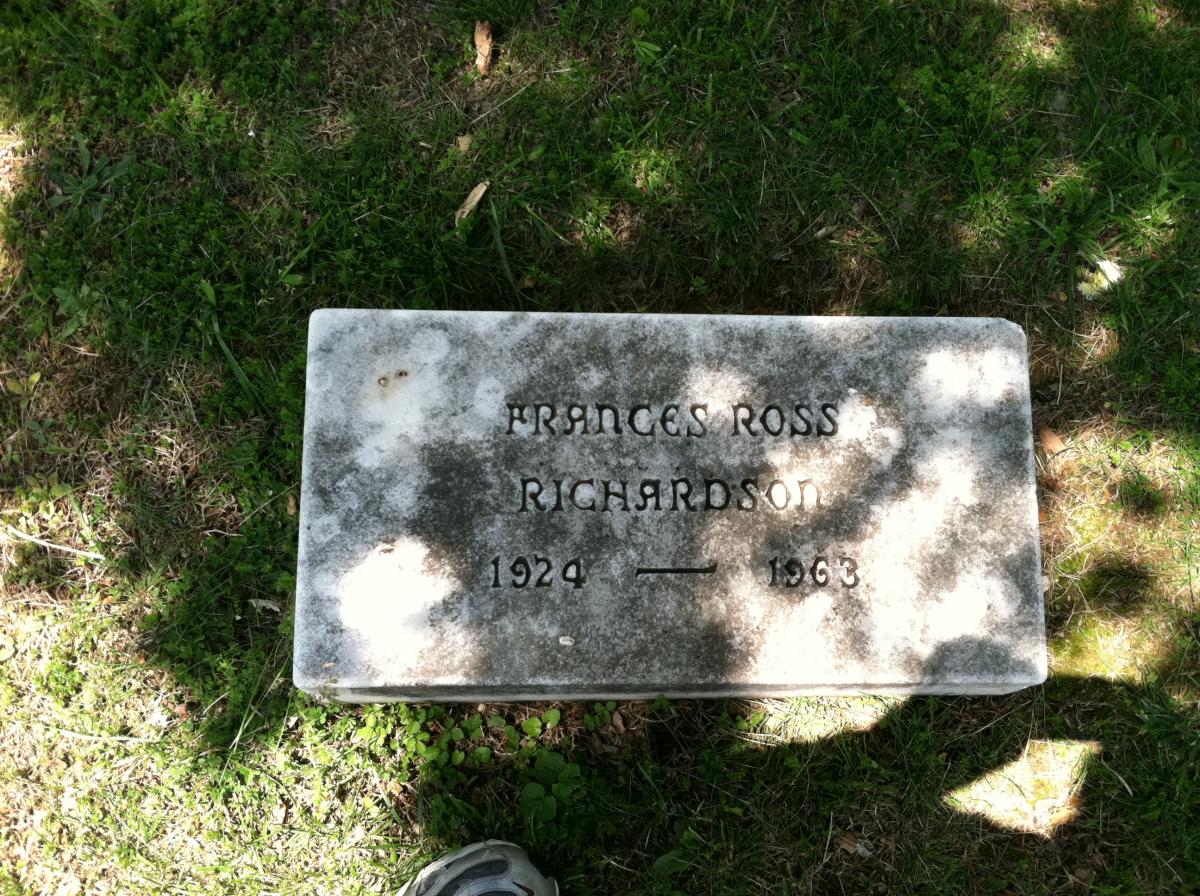 FRANCES ROSS
RICHARDSON
1924 — 1963